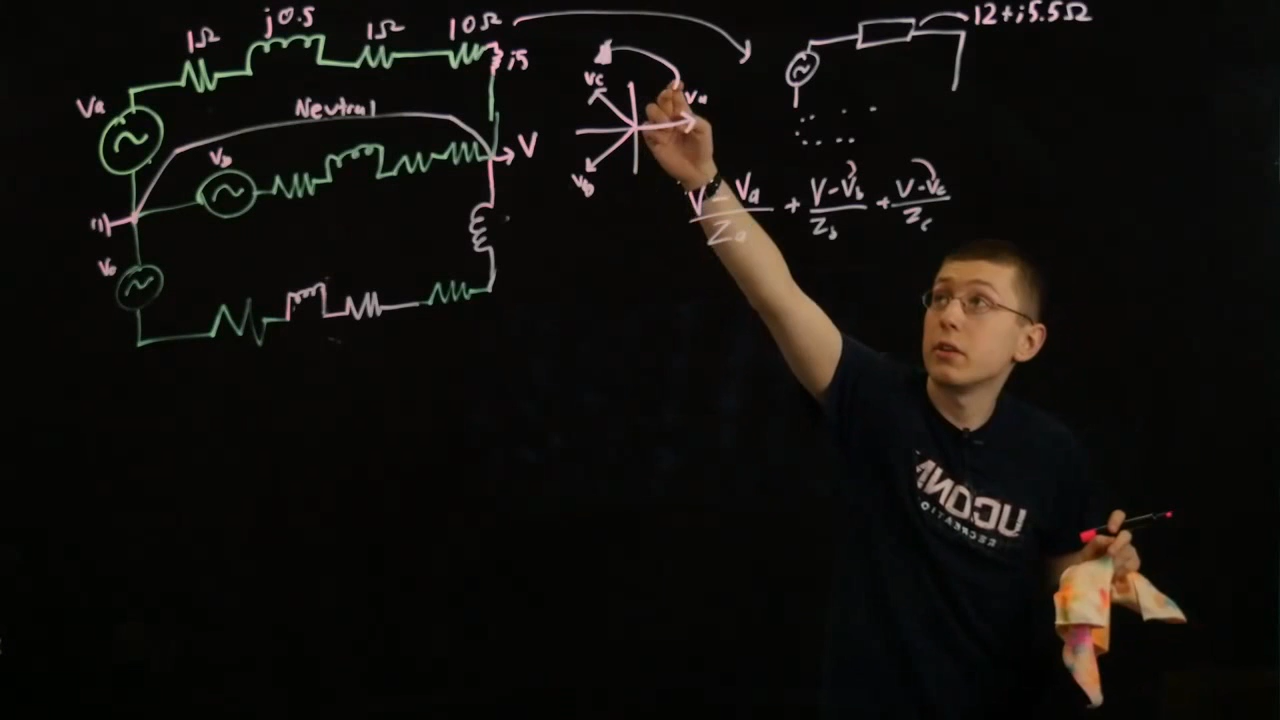 1Ω j0.5 1Ω 10Ω
j5
Va
Neutral
Vb
V
12+j5.5Ω
Vc
Va
VB
V - Va / Za + V-Vb / Zb + V-Vc / Zc
UCONN
RECREATIO